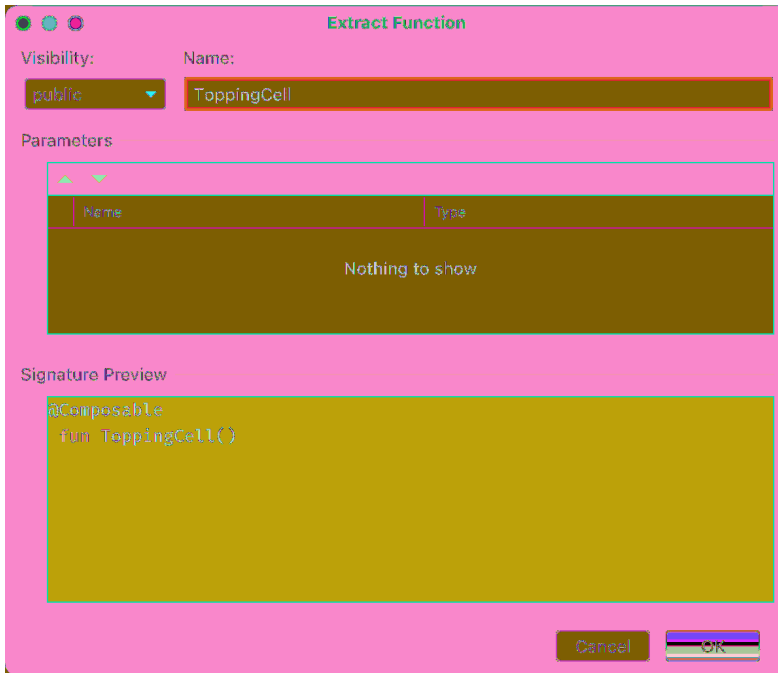 Extract Function
Visibility: Name:
public ToppingCell
Parameters
Name Type
Nothing to show
Signature Preview
@Composable
fun ToppingCell()
Cancel OK